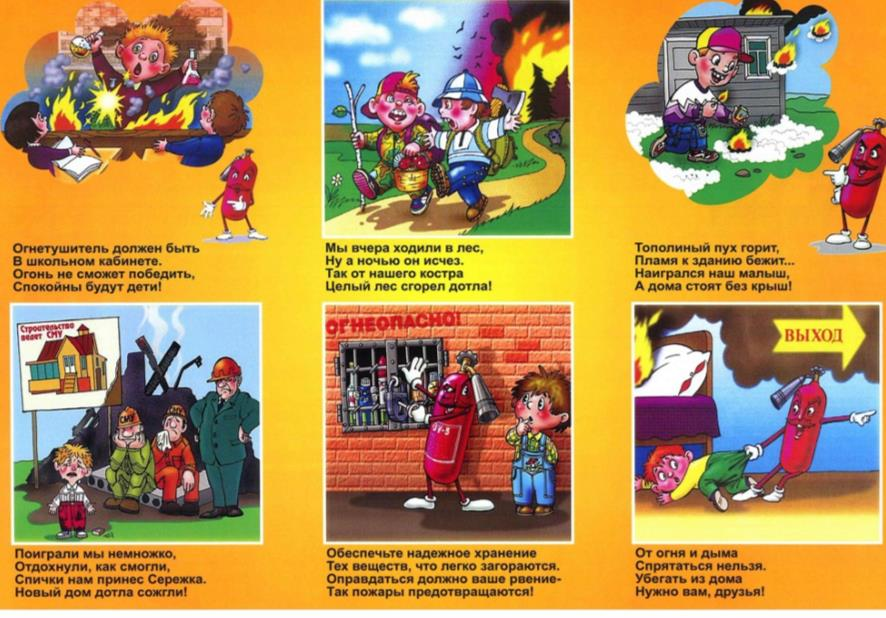 Огнетушитель должен быть
В школьном кабинете.
Огонь не сможет победить,
Спокойны будут дети!
Мы вчера ходили в лес,
Ну а ночью он исчез.
Так от нашего костра
Целый лес сгорел дотла!
Тополиный пух горит,
Пламя к зданию бежит...
Наигрался наш малыш,
А дома стоят без крыш!
Строительство
ведет СМУ
СМУ
Поиграли мы немножко,
Отдохнули, как смогли,
Спички нам принес Сережка.
Новый дом дотла сожгли!
ОГНЕОПАСНО!
Обеспечьте надежное хранение
Тех веществ, что легко загораются.
Оправдаться должно ваше рвение-
Так пожары предотвращаются!
ВЫХОД
От огня и дыма
Спрятаться нельзя.
Убегать из дома
Нужно вам, друзья!